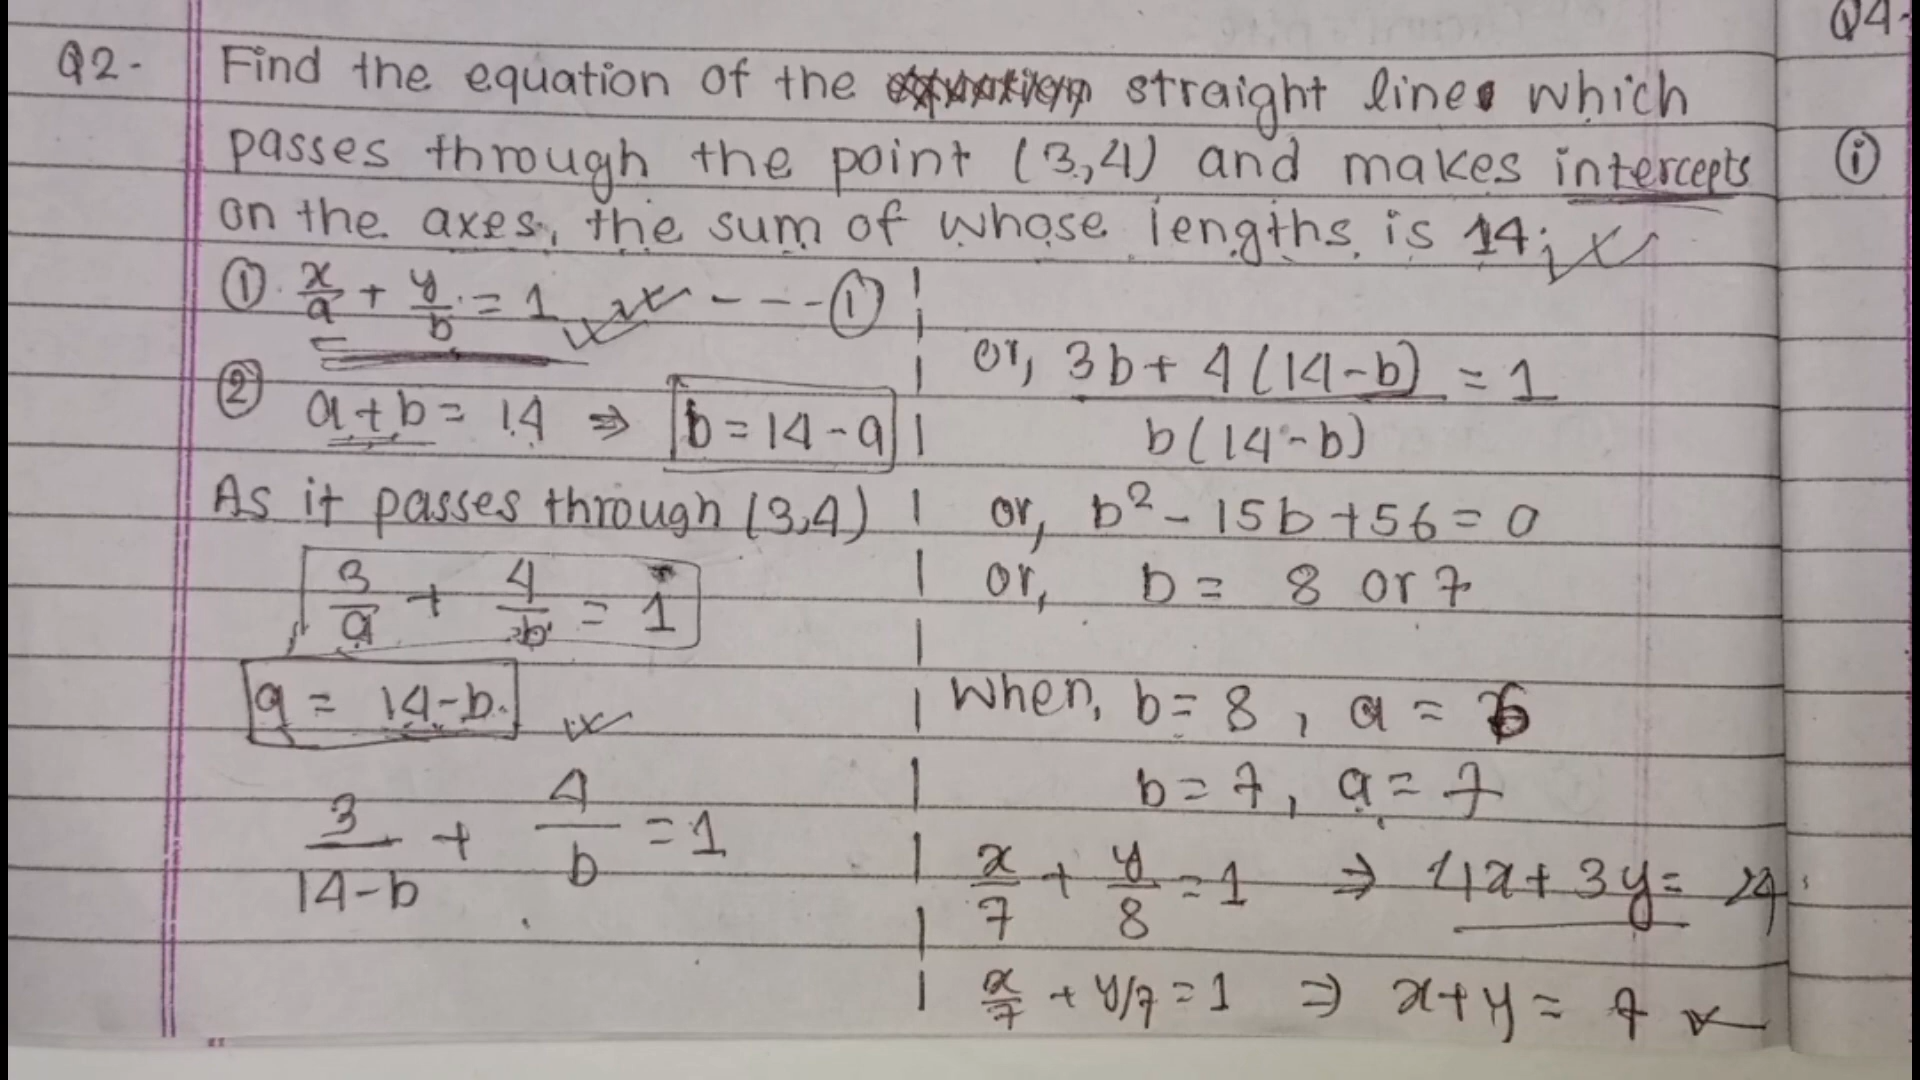 Q4.
Q2. Find the equation of the straight line which
passes through the point (3,4) and makes intercepts
on the axes, the sum of whose lengths is 14.
① x/a + y/b = 1 ---①
② a+b = 14 ⇒ b = 14-a
As it passes through (3,4)
3/a + 4/b = 1
a = 14-b.
3/(14-b) + 4/b = 1
or, 3b + 4(14-b) / b(14-b) = 1
or, b² - 15b + 56 = 0
or, b = 8 or 7
When, b = 8, a = 6
b = 7, a = 7
x/7 + y/8 = 1 ⇒ 4x + 3y = 24
x/7 + y/7 = 1 ⇒ x+y = 7
①